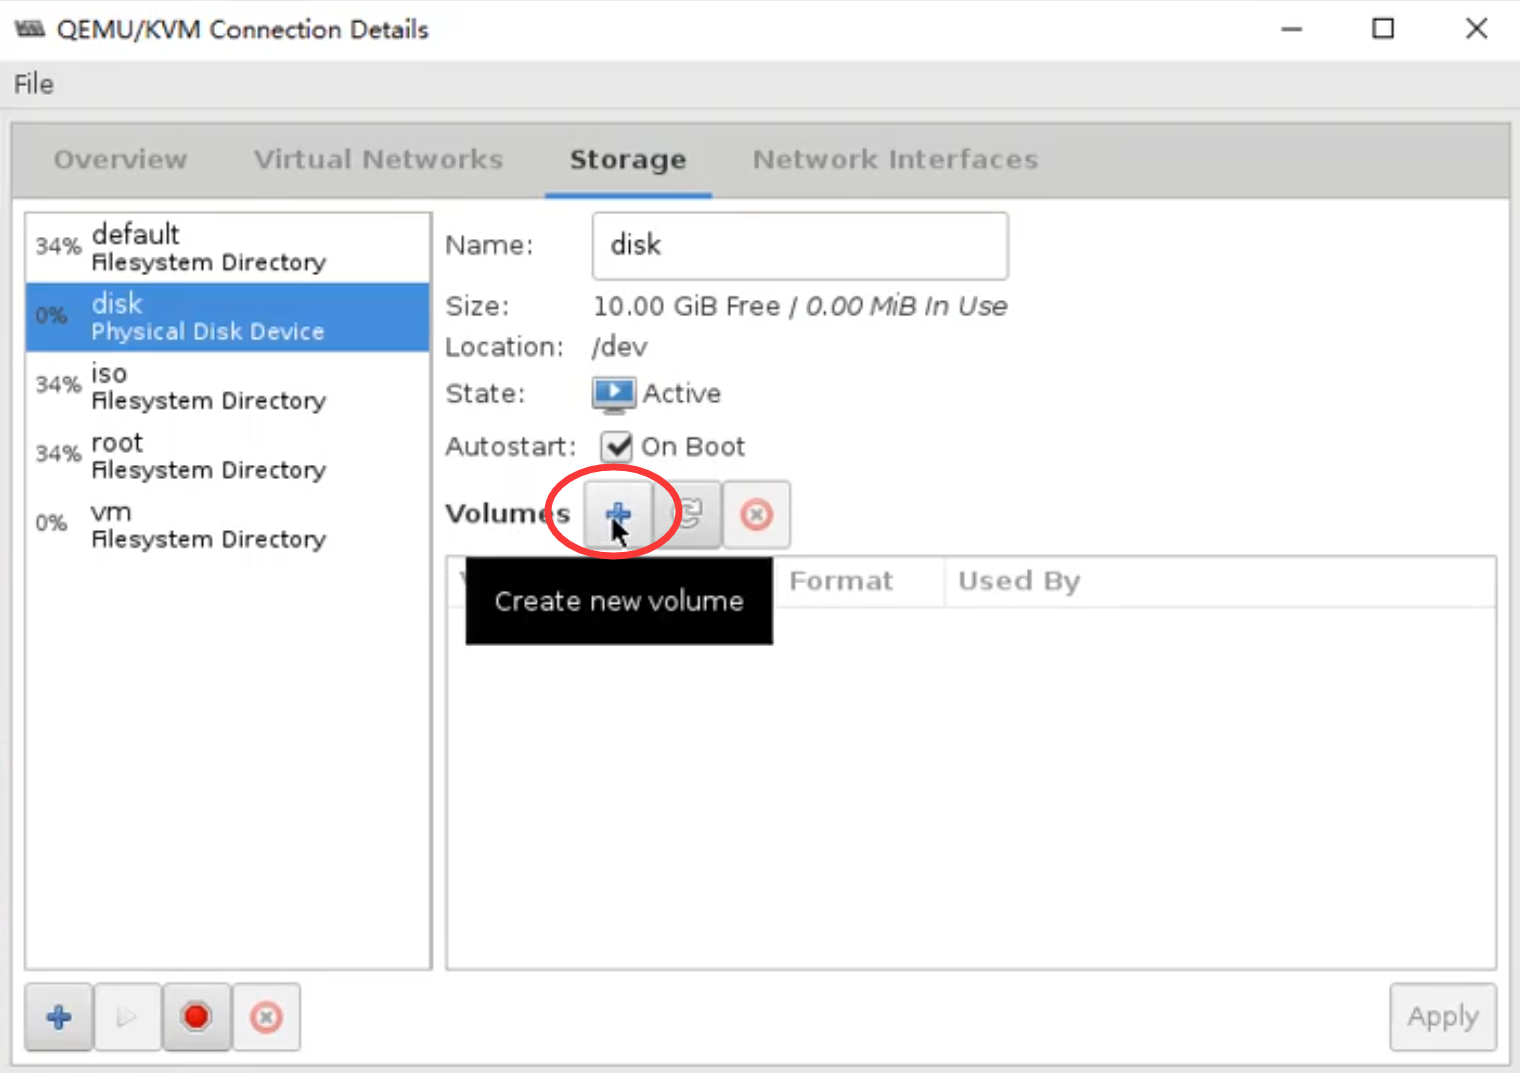 QEMU/KVM Connection Details
File
Overview Virtual Networks Storage Network Interfaces
34% default
Filesystem Directory
0% disk
Physical Disk Device
34% iso
Filesystem Directory
34% root
Filesystem Directory
0% vm
Filesystem Directory
Name: disk
Size: 10.00 GiB Free / 0.00 MiB In Use
Location: /dev
State: Active
Autostart: On Boot
Volumes
Format Used By
Create new volume
Apply